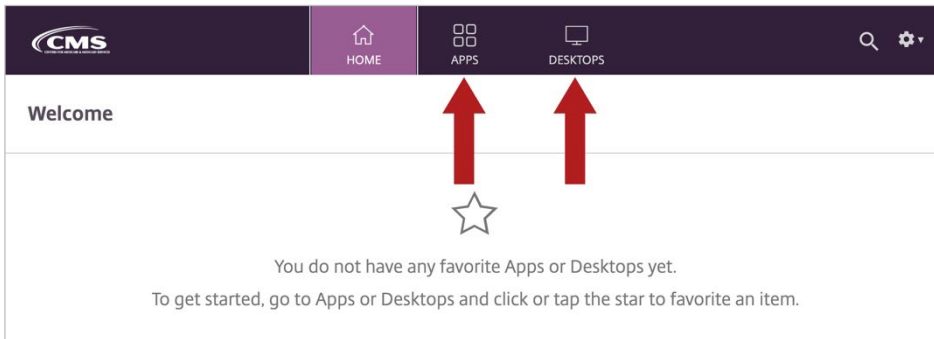 CMS
HOME
APPS
DESKTOPS
Welcome
You do not have any favorite Apps or Desktops yet.
To get started, go to Apps or Desktops and click or tap the star to favorite an item.